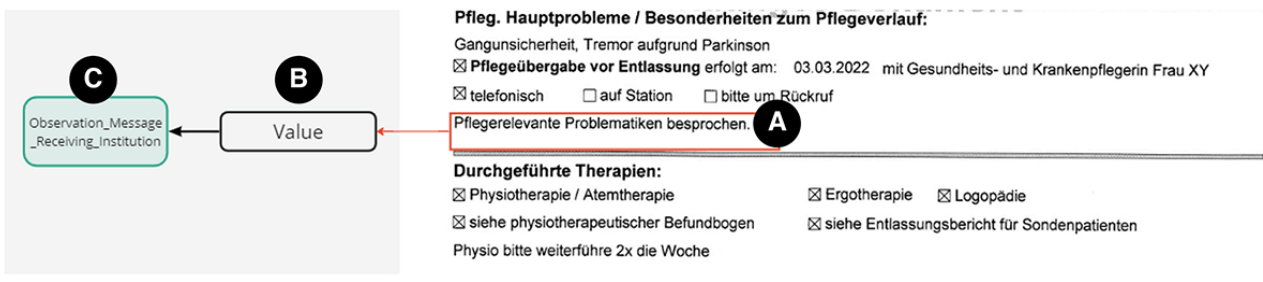 Pfleg. Hauptprobleme / Besonderheiten zum Pflegeverlauf:
Gangunsicherheit, Tremor aufgrund Parkinson
☒ Pflegeübergabe vor Entlassung erfolgt am: 03.03.2022 mit Gesundheits- und Krankenpflegerin Frau XY
☒ telefonisch ☐ auf Station ☐ bitte um Rückruf
Pflegerelevante Problematiken besprochen.
A
B
Value
C
Observation_Message
_Receiving_Institution
Durchgeführte Therapien:
☒ Physiotherapie / Atemtherapie ☒ Ergotherapie ☒ Logopädie
☒ siehe physiotherapeutischer Befundbogen ☒ siehe Entlassungsbericht für Sondenpatienten
Physio bitte weiterführe 2x die Woche